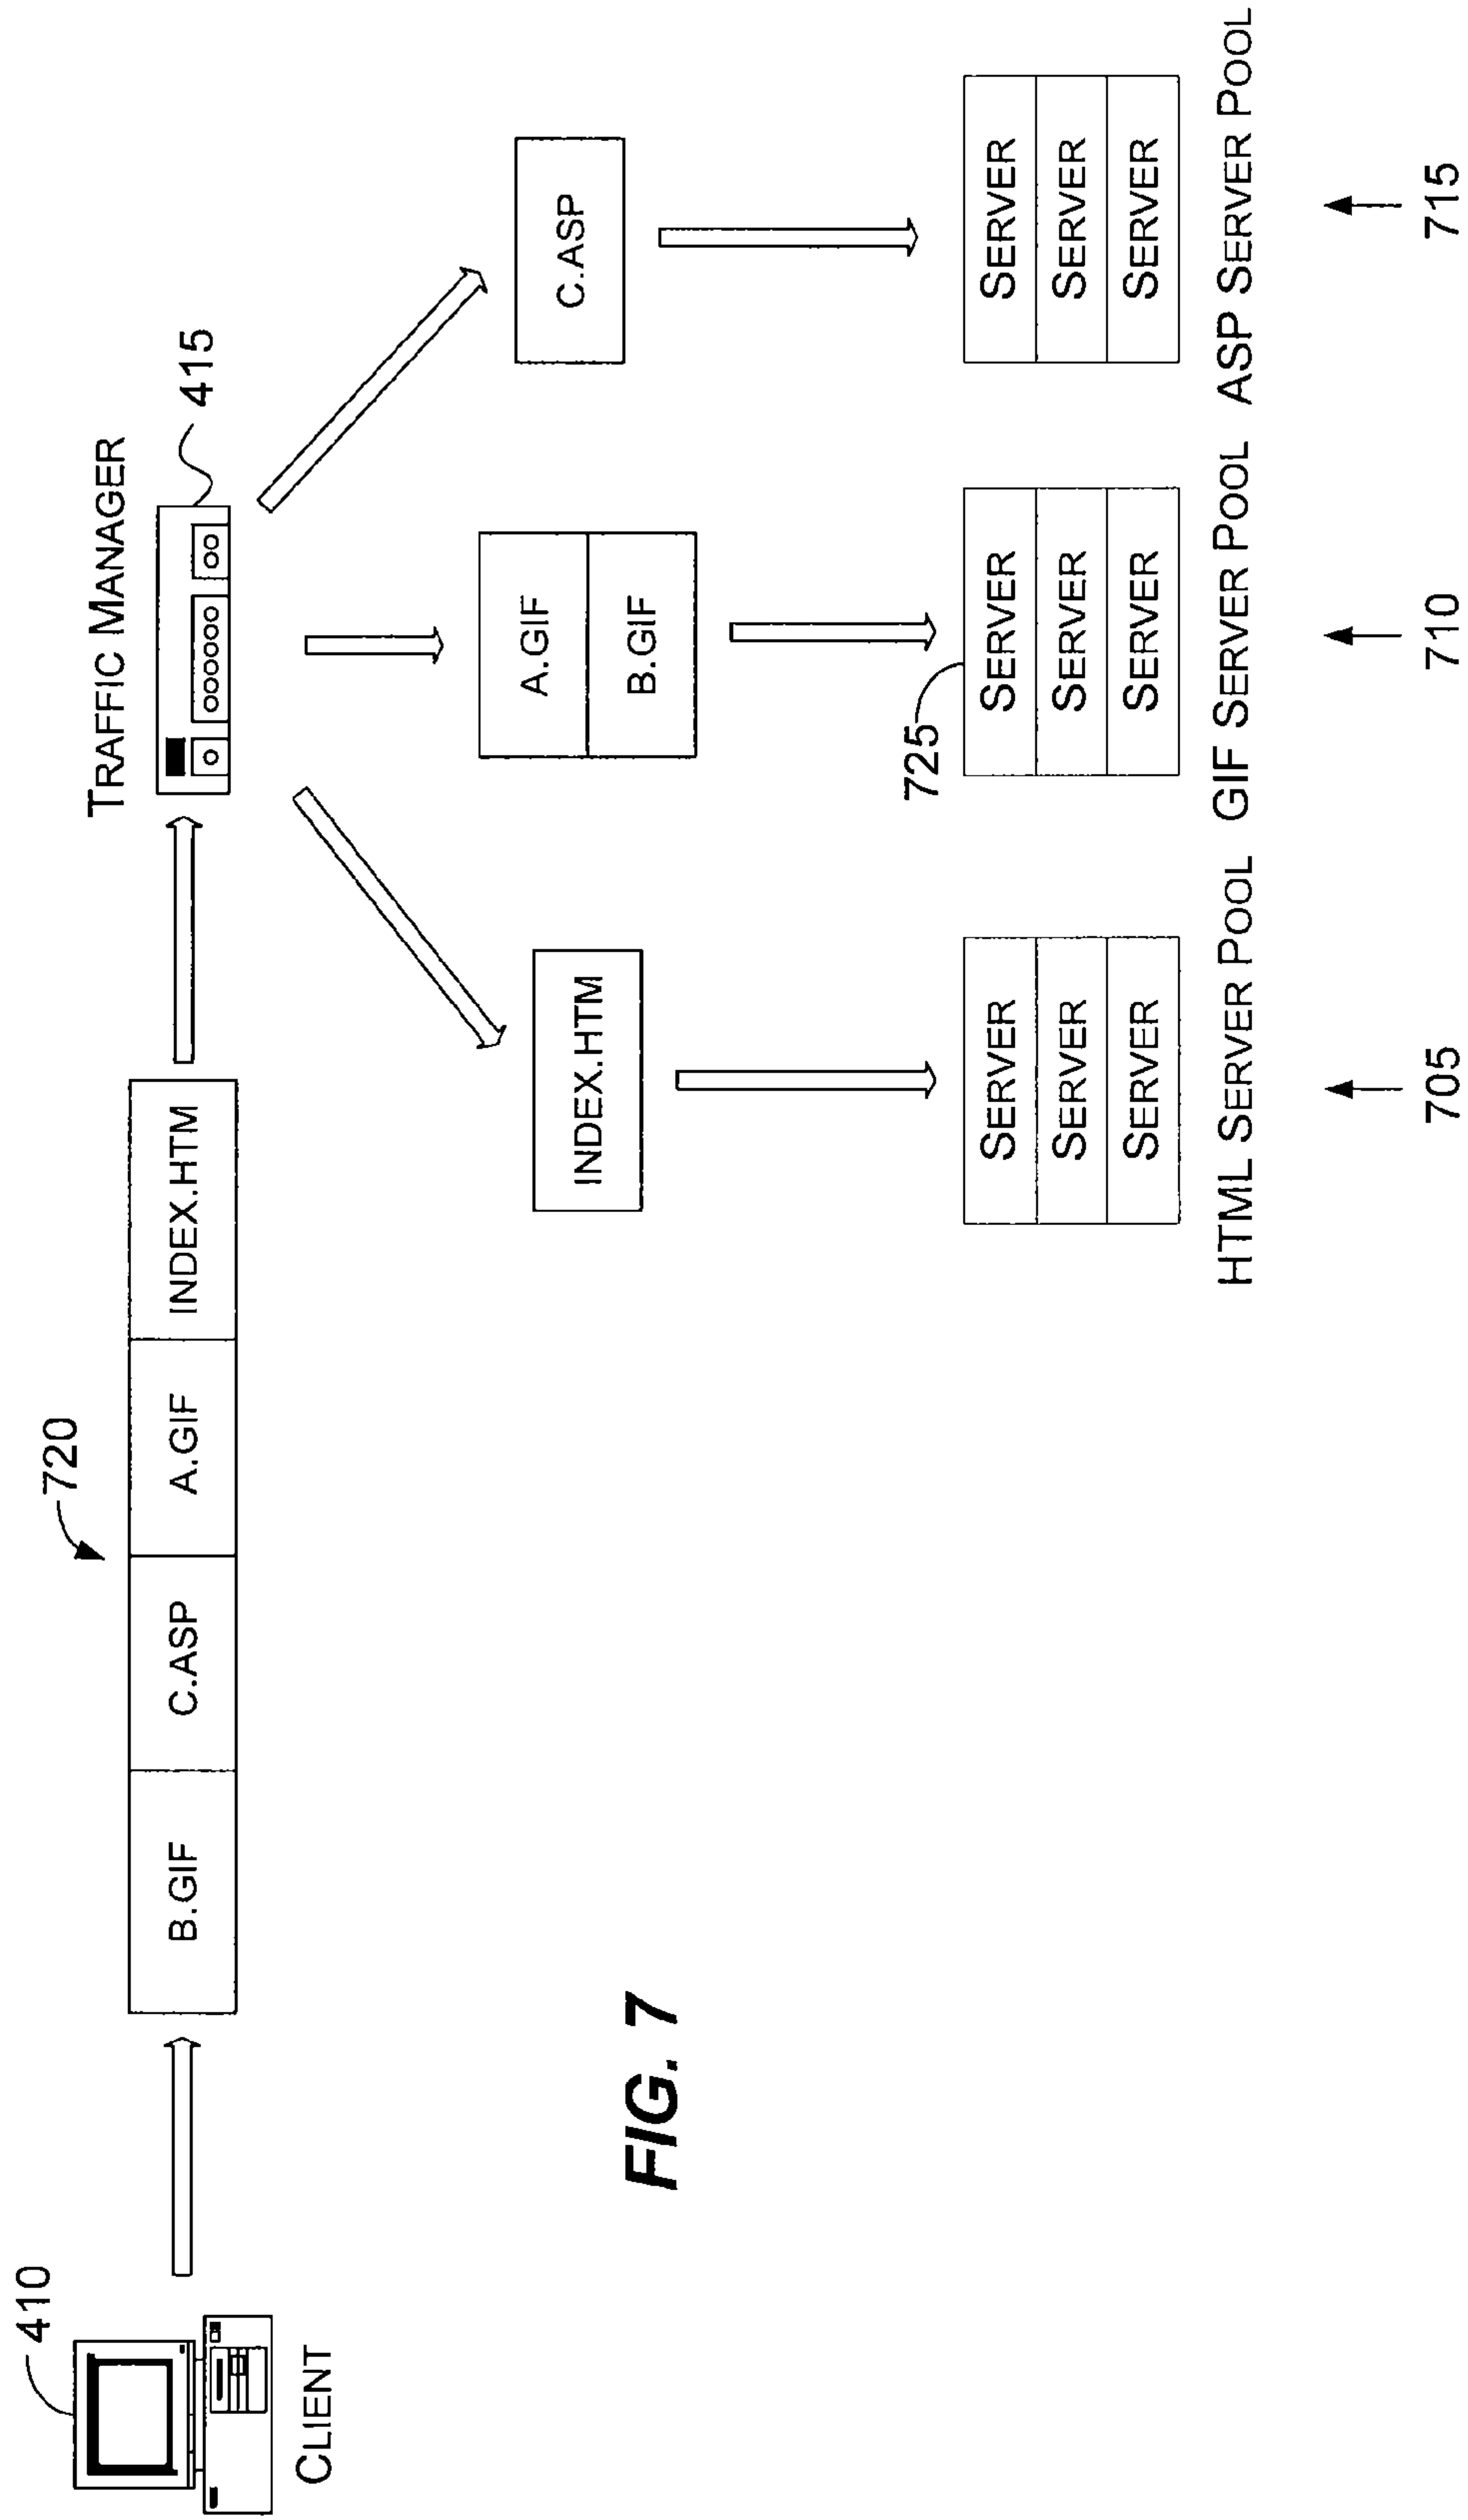 410
CLIENT
720
B.GIF
C.ASP
A.GIF
INDEX.HTM
TRAFFIC MANAGER
415
INDEX.HTM
A.GIF
B.GIF
C.ASP
725
SERVER
SERVER
SERVER
HTML SERVER POOL
705
SERVER
SERVER
SERVER
GIF SERVER POOL
710
SERVER
SERVER
SERVER
ASP SERVER POOL
715
FIG. 7